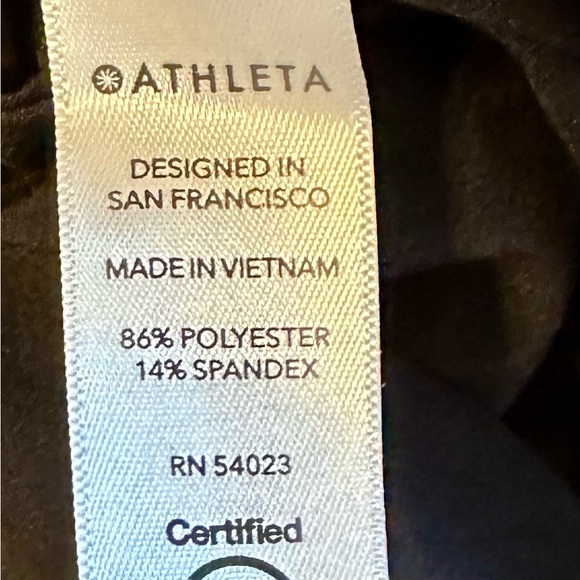 ATHLETA
DESIGNED IN
SAN FRANCISCO
MADE IN VIETNAM
86% POLYESTER
14% SPANDEX
RN 54023
Certified